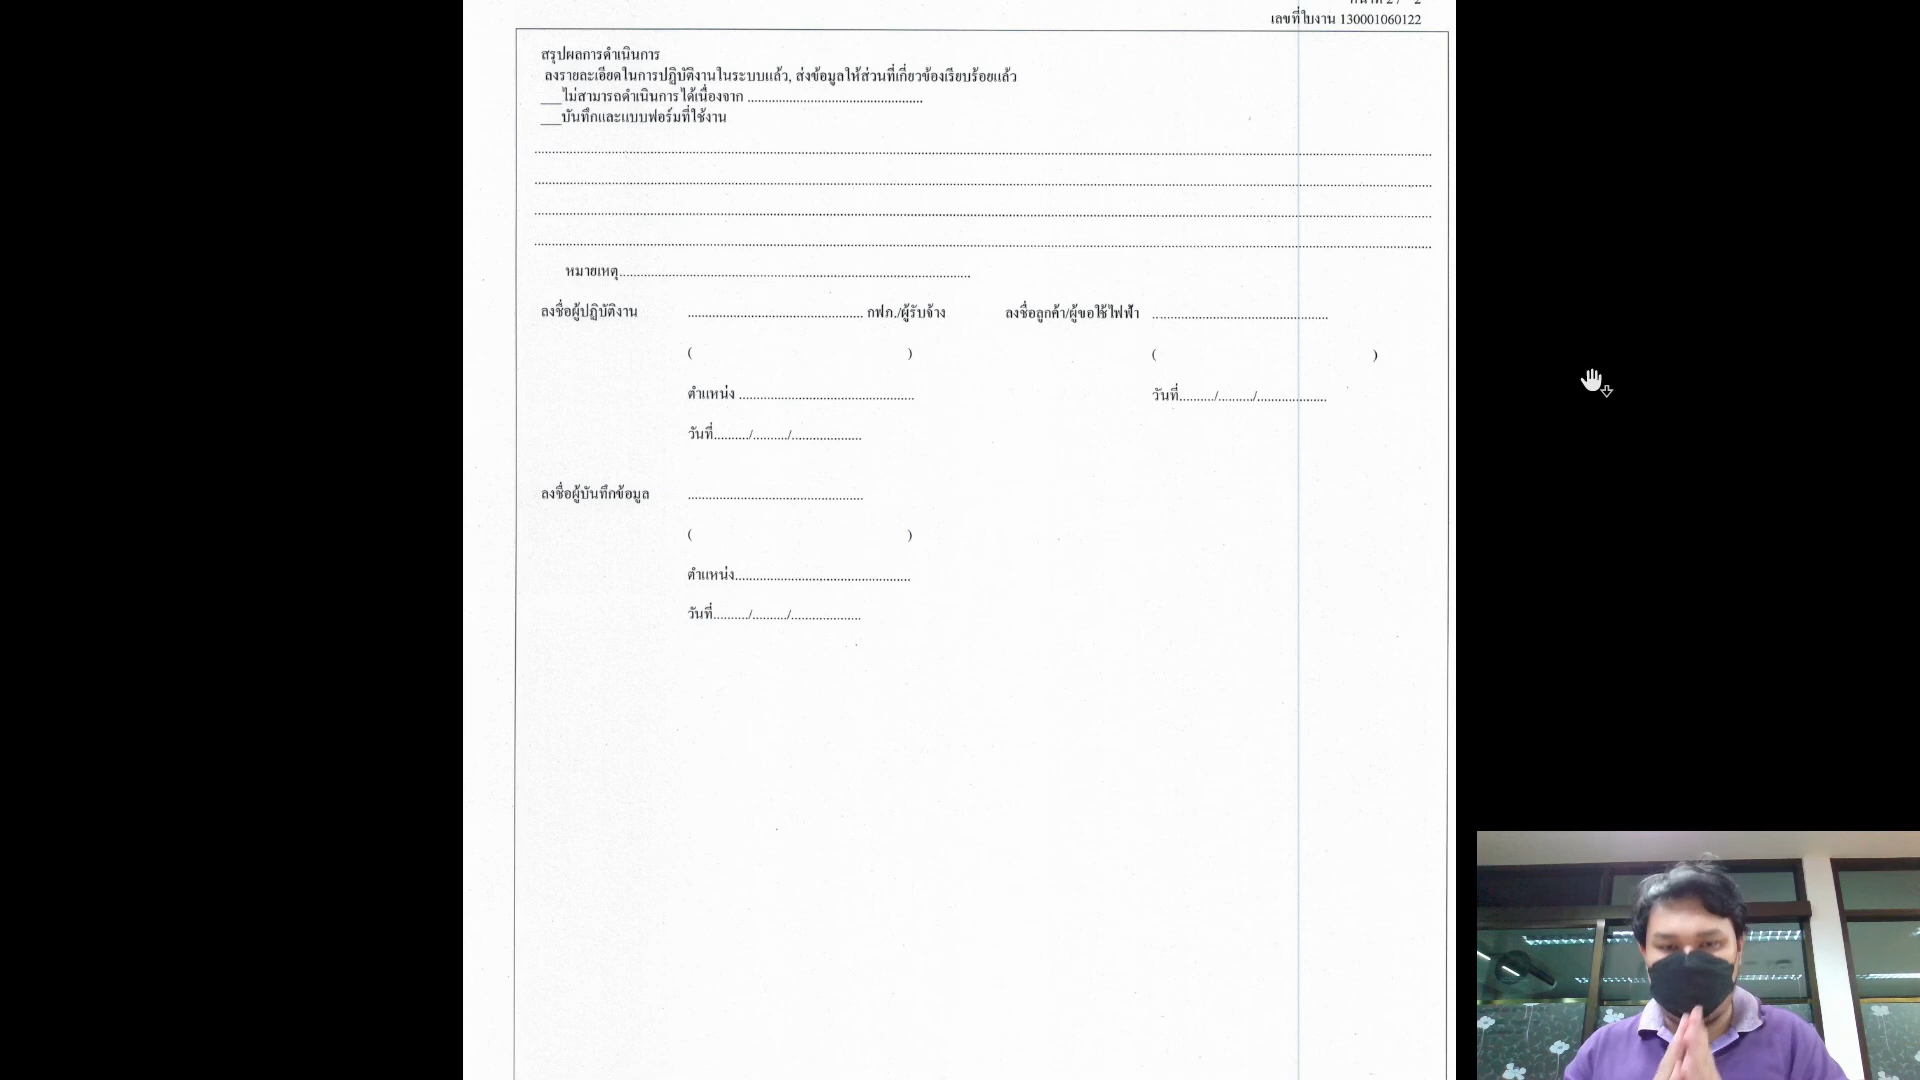 หน้าที่ 2 / 2
เลขที่ใบงาน 130001060122
สรุปผลการดำเนินการ
ลงรายละเอียดในการปฏิบัติงานในระบบแล้ว, ส่งข้อมูลให้ส่วนที่เกี่ยวข้องเรียบร้อยแล้ว
___ไม่สามารถดำเนินการได้เนื่องจาก ..................................................
___บันทึกและแบบฟอร์มที่ใช้งาน
หมายเหตุ....................................................................................................
ลงชื่อผู้ปฏิบัติงาน .................................................. กฟภ./ผู้รับจ้าง ลงชื่อลูกค้า/ผู้ขอใช้ไฟฟ้า ..................................................
( ) ( )
ตำแหน่ง .................................................. วันที่........../........../....................
วันที่........../........../....................
ลงชื่อผู้บันทึกข้อมูล ..................................................
( )
ตำแหน่ง..................................................
วันที่........../........../....................